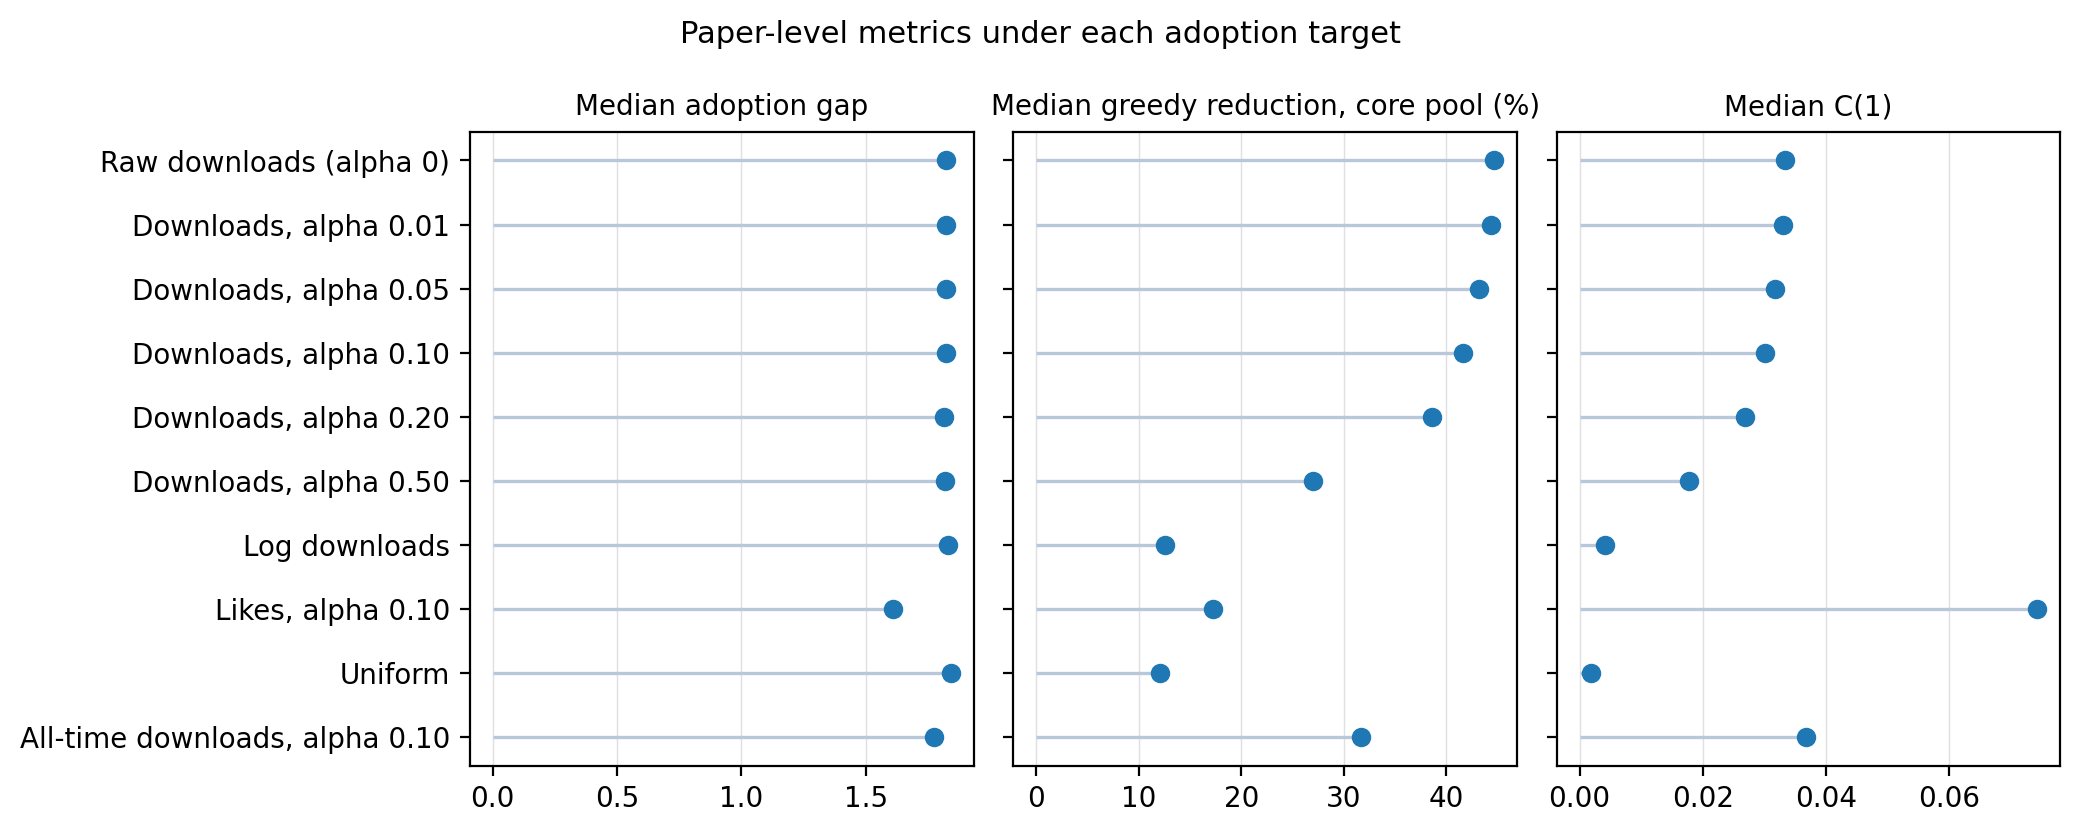 Paper-level metrics under each adoption target
Median adoption gap
Median greedy reduction, core pool (%)
Median C(1)
Raw downloads (alpha 0)
Downloads, alpha 0.01
Downloads, alpha 0.05
Downloads, alpha 0.10
Downloads, alpha 0.20
Downloads, alpha 0.50
Log downloads
Likes, alpha 0.10
Uniform
All-time downloads, alpha 0.10
0.0 0.5 1.0 1.5
0 10 20 30 40
0.00 0.02 0.04 0.06